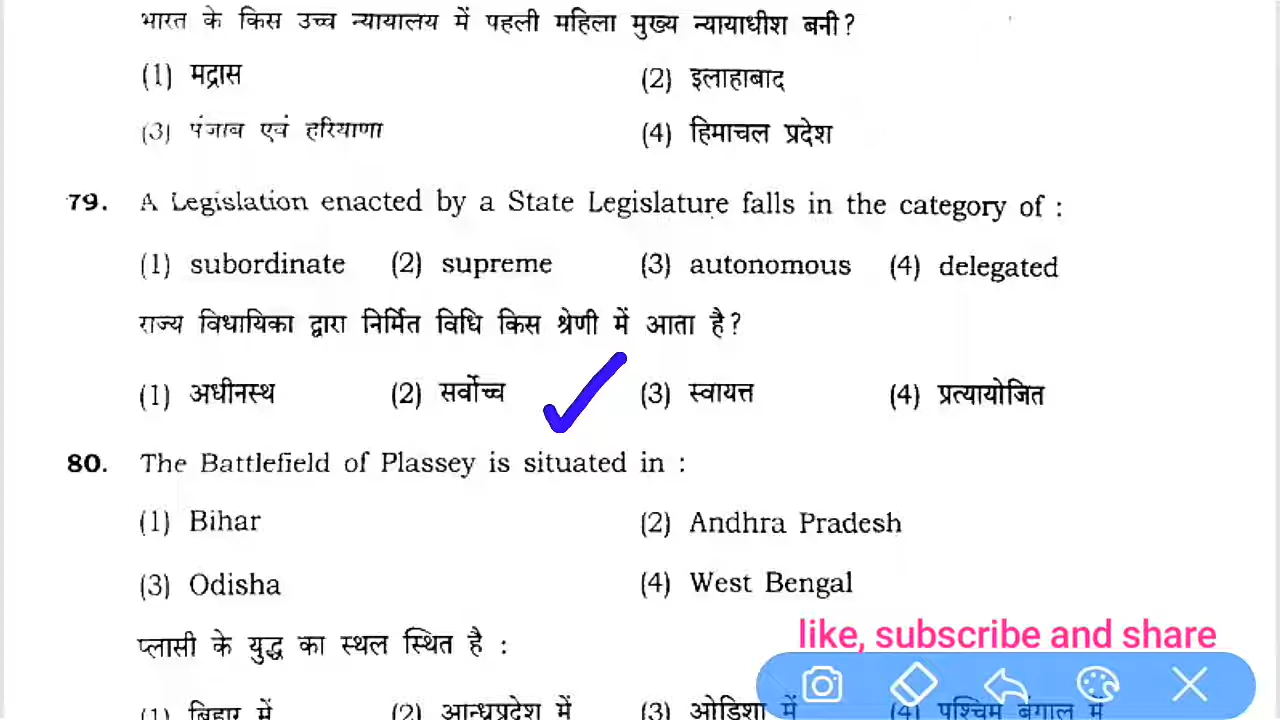 भारत के किस उच्च न्यायालय में पहली महिला मुख्य न्यायाधीश बनी?
(1) मद्रास (2) इलाहाबाद
(3) पंजाब एवं हरियाणा (4) हिमाचल प्रदेश
79. A Legislation enacted by a State Legislature falls in the category of :
(1) subordinate (2) supreme (3) autonomous (4) delegated
राज्य विधायिका द्वारा निर्मित विधि किस श्रेणी में आता है?
(1) अधीनस्थ (2) सर्वोच्च (3) स्वायत्त (4) प्रत्यायोजित
80. The Battlefield of Plassey is situated in :
(1) Bihar (2) Andhra Pradesh
(3) Odisha (4) West Bengal
like, subscribe and share
प्लासी के युद्ध का स्थल स्थित है :
(1) बिहार में (2) आन्ध्रप्रदेश में (3) ओडिशा में (4) पश्चिम बंगाल में